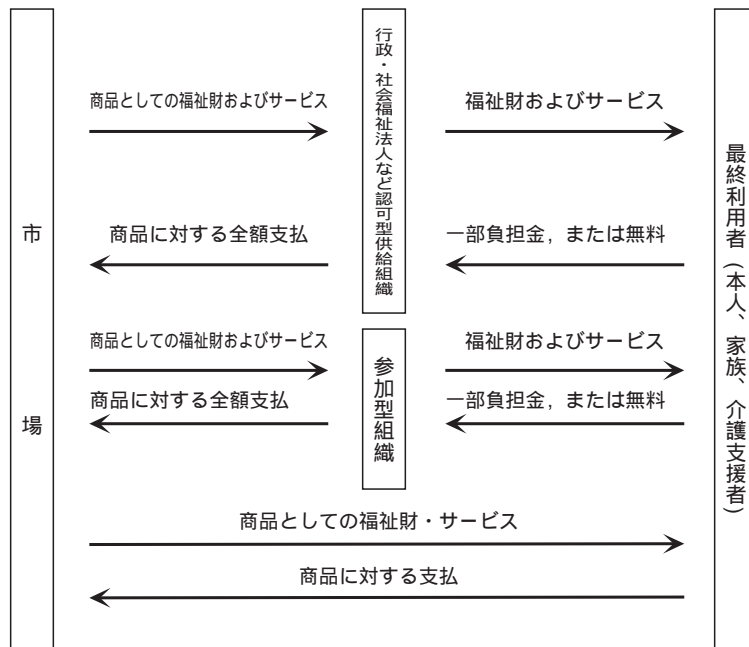 市場
行政・社会福祉法人など認可型供給組織
商品としての福祉財およびサービス
福祉財およびサービス
商品に対する全額支払
一部負担金，または無料
参加型組織
商品としての福祉財およびサービス
福祉財およびサービス
商品に対する全額支払
一部負担金，または無料
商品としての福祉財・サービス
商品に対する支払
最終利用者（本人、家族、介護支援者）